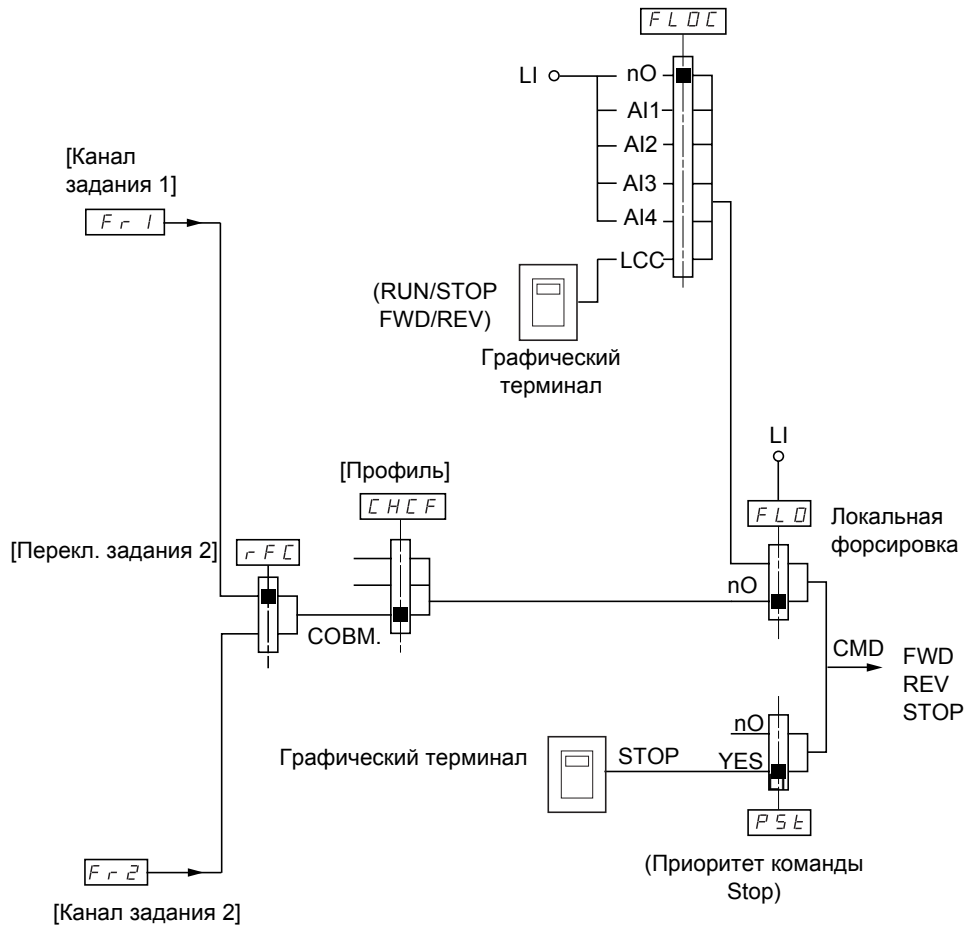 FLOC
LI
nO
AI1
AI2
AI3
AI4
LCC
[Канал
задания 1]
Fr1
(RUN/STOP
FWD/REV)
Графический
терминал
LI
[Профиль]
CHCF
FLO
Локальная
форсировка
[Перекл. задания 2]
rFC
nO
СОВМ.
CMD
FWD
REV
STOP
nO
Графический терминал
STOP
YES
PSt
(Приоритет команды
Stop)
Fr2
[Канал задания 2]